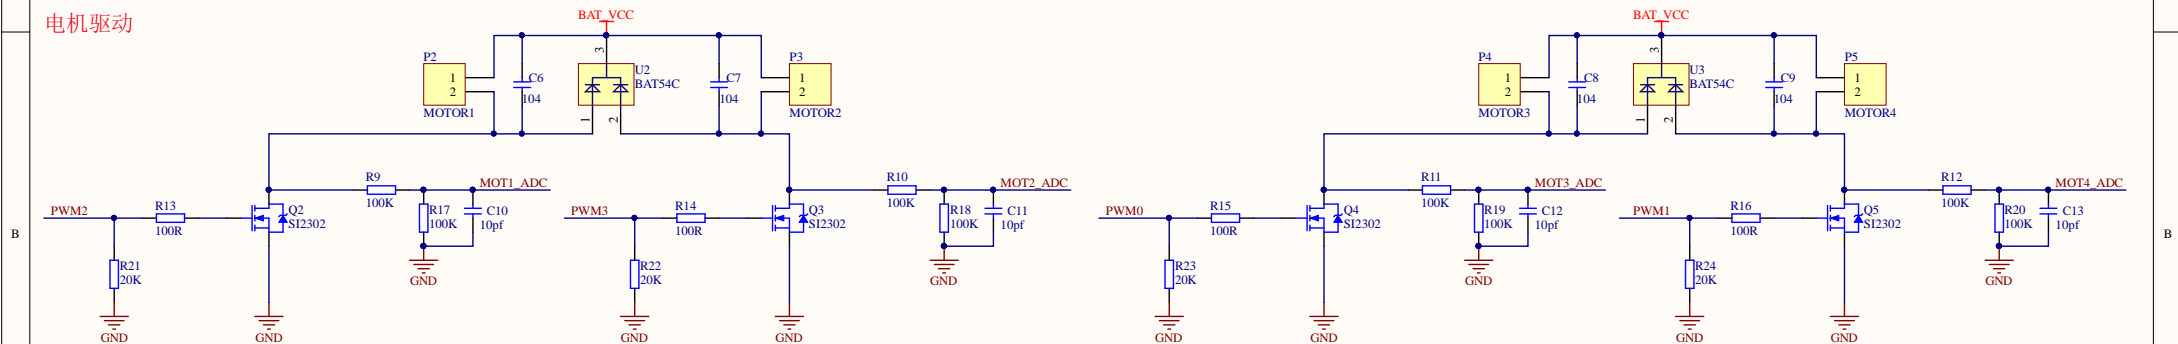 电机驱动
BAT_VCC
P2
1
2
MOTOR1
C6
104
3
U2
BAT54C
1
2
C7
104
P3
1
2
MOTOR2
PWM2
R13
100R
R21
20K
GND
Q2
SI2302
GND
R9
100K
MOT1_ADC
R17
100K
C10
10pf
GND
PWM3
R14
100R
R22
20K
GND
Q3
SI2302
GND
R10
100K
MOT2_ADC
R18
100K
C11
10pf
GND
BAT_VCC
P4
1
2
MOTOR3
C8
104
3
U3
BAT54C
1
2
C9
104
P5
1
2
MOTOR4
PWM0
R15
100R
R23
20K
GND
Q4
SI2302
GND
R11
100K
MOT3_ADC
R19
100K
C12
10pf
GND
PWM1
R16
100R
R24
20K
GND
Q5
SI2302
GND
R12
100K
MOT4_ADC
R20
100K
C13
10pf
GND
B
B